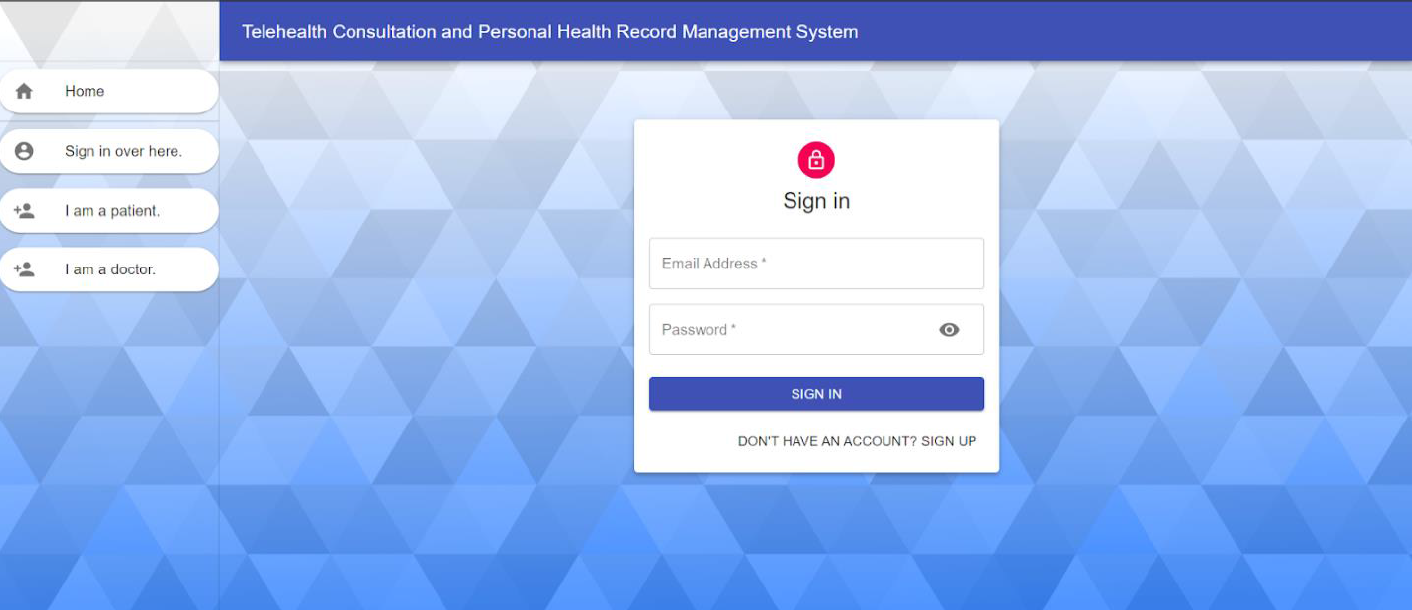 Telehealth Consultation and Personal Health Record Management System
Home
Sign in over here.
I am a patient.
I am a doctor.
Sign in
Email Address *
Password *
SIGN IN
DON'T HAVE AN ACCOUNT? SIGN UP